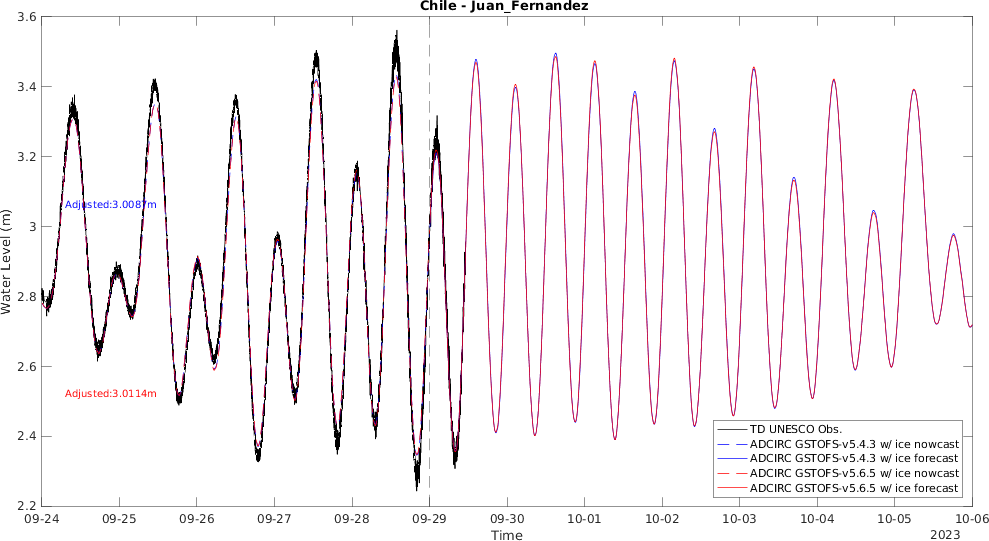 Chile - Juan_Fernandez
Water Level (m)
3.6
3.4
3.2
3
2.8
2.6
2.4
2.2
Adjusted:3.0087m
Adjusted:3.0114m
TD UNESCO Obs.
ADCIRC GSTOFS-v5.4.3 w/ ice nowcast
ADCIRC GSTOFS-v5.4.3 w/ ice forecast
ADCIRC GSTOFS-v5.6.5 w/ ice nowcast
ADCIRC GSTOFS-v5.6.5 w/ ice forecast
09-24 09-25 09-26 09-27 09-28 09-29 09-30 10-01 10-02 10-03 10-04 10-05 10-06
Time
2023